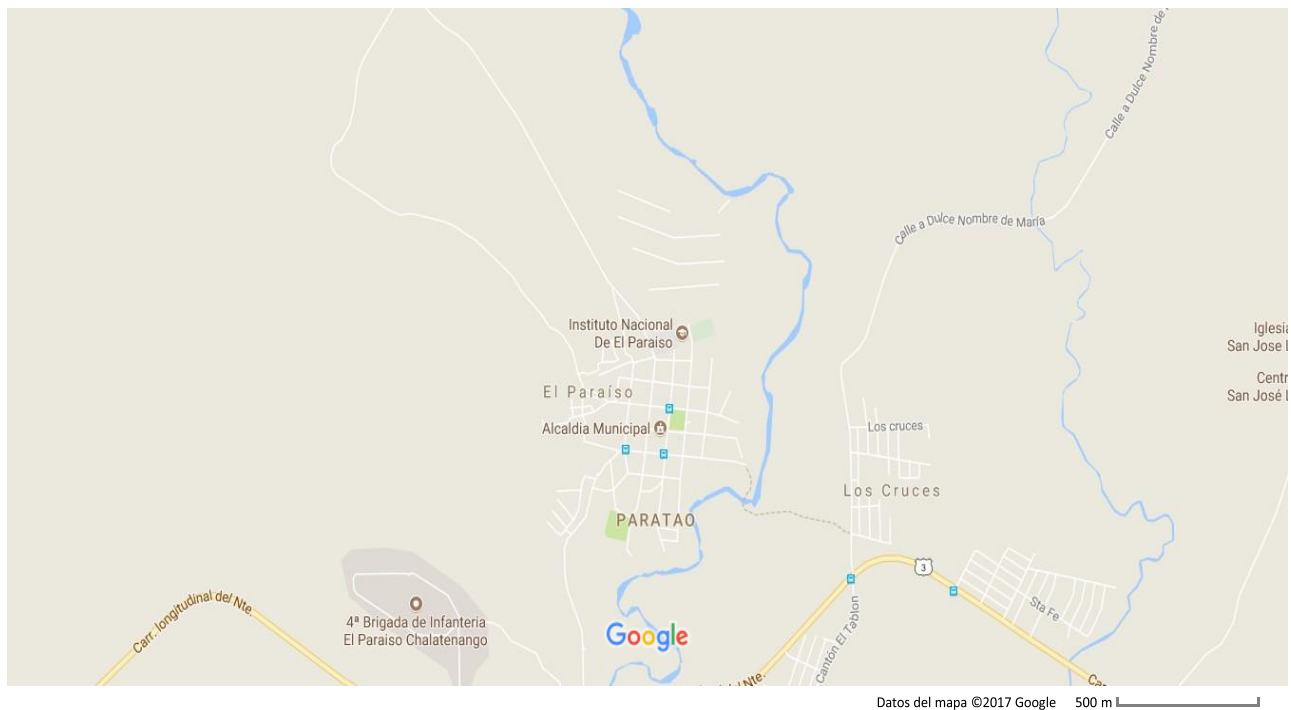 Calle a Dulce Nombre de
Calle a Dulce Nombre de María
Instituto Nacional
De El Paraiso
Iglesia
San Jose
Centr
San José
El Paraíso
Alcaldia Municipal
Los cruces
Los Cruces
PARATAO
3
4ª Brigada de Infanteria
El Paraiso Chalatenango
Carr. longitudinal del Nte.
Sta Fe
Cantón El Tablon
Google
Nte.
Datos del mapa ©2017 Google 500 m